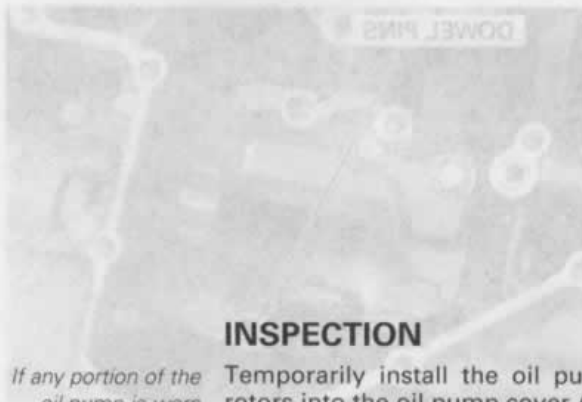 DOWEL PINS
INSPECTION
If any portion of the
oil pump is worn
Temporarily install the oil pu
rotors into the oil pump cover